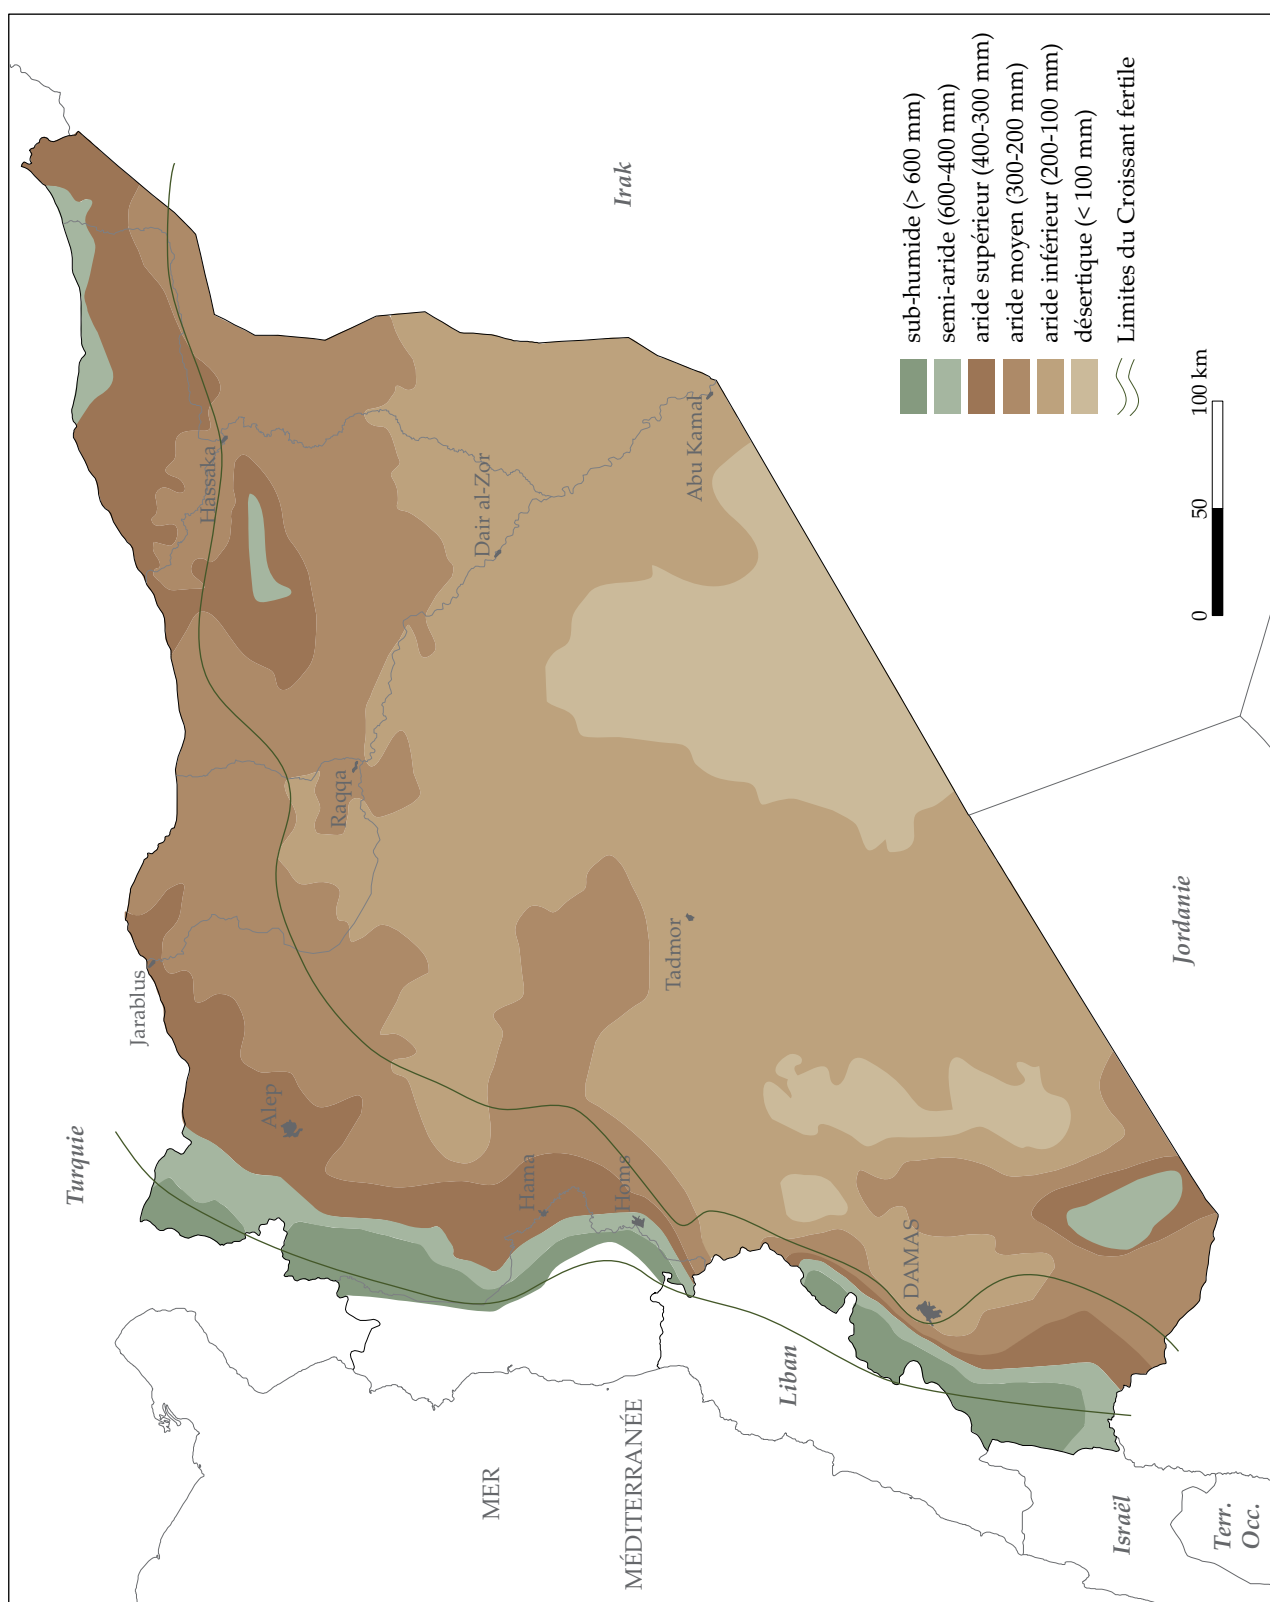 Turquie
Irak
Jarablus
Alep
Hassaka
Raqqa
Dair al-Zor
Hama
Homs
Abu Kamal
Tadmor
MER
MÉDITERRANÉE
Liban
DAMAS
Jordanie
Israël
Terr.
Occ.
sub-humide (> 600 mm)
semi-aride (600-400 mm)
aride supérieur (400-300 mm)
aride moyen (300-200 mm)
aride inférieur (200-100 mm)
désertique (< 100 mm)
Limites du Croissant fertile
0 50 100 km